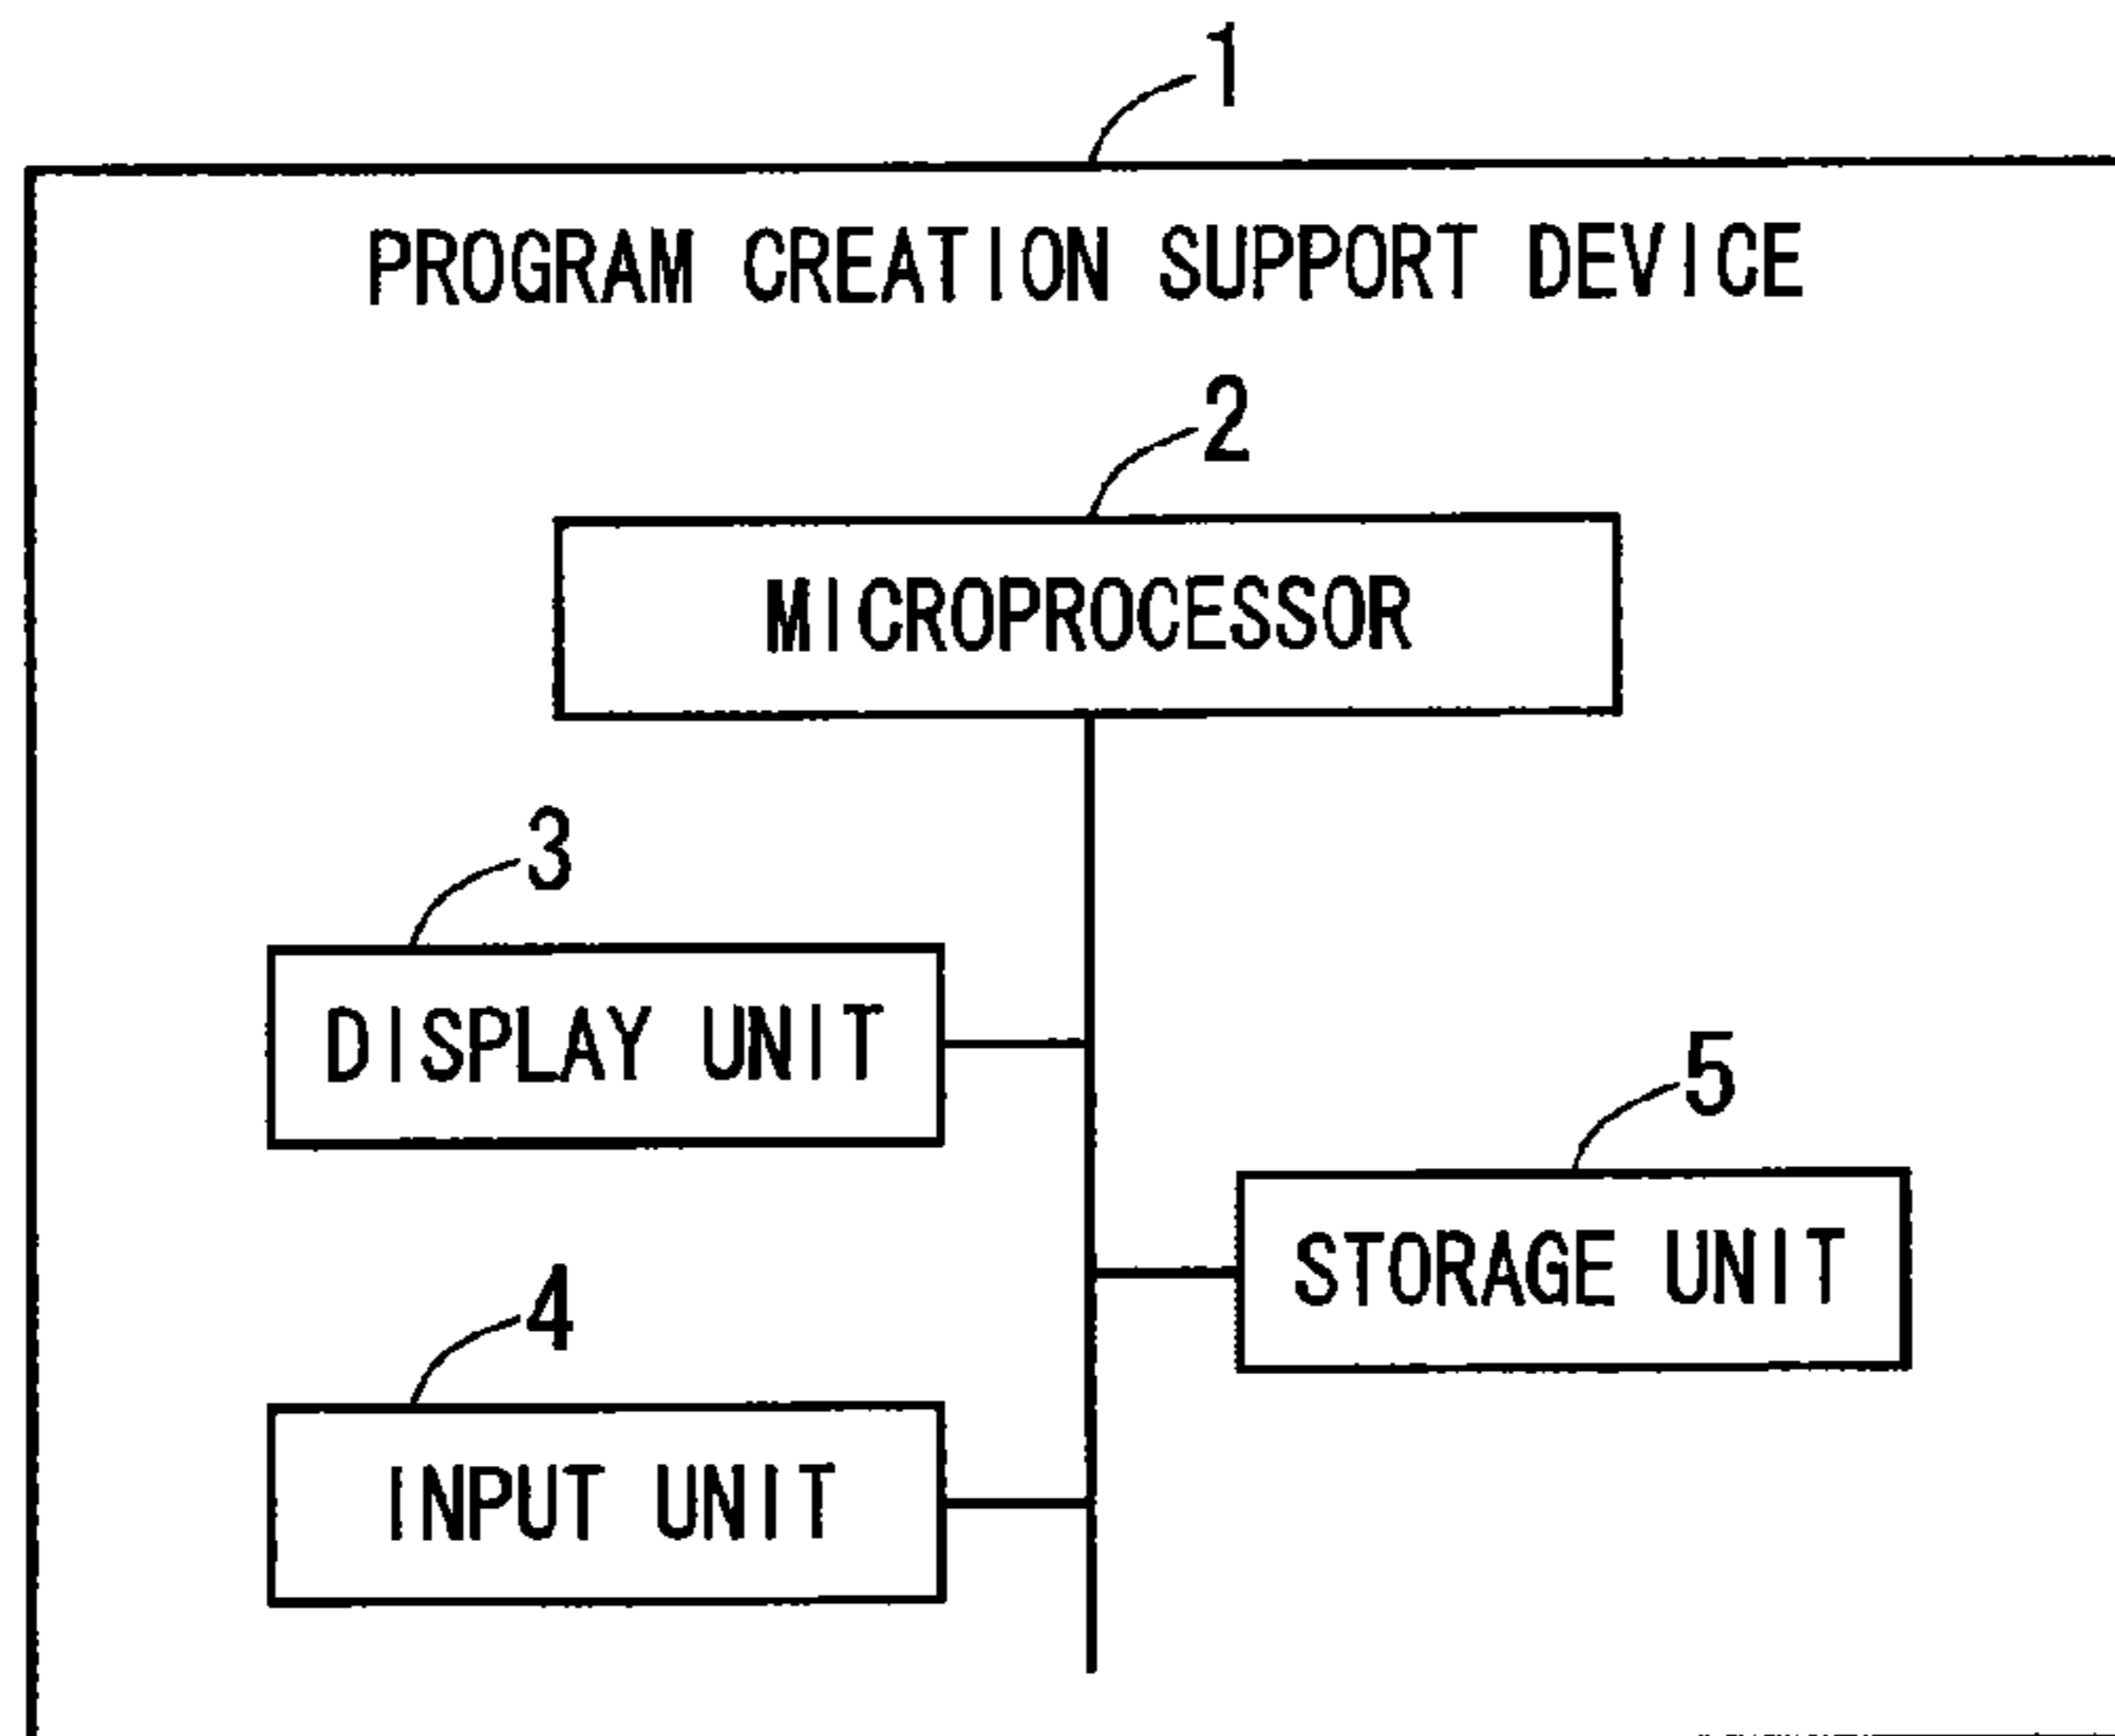 1
PROGRAM CREATION SUPPORT DEVICE
2
MICROPROCESSOR
3
DISPLAY UNIT
5
STORAGE UNIT
4
INPUT UNIT